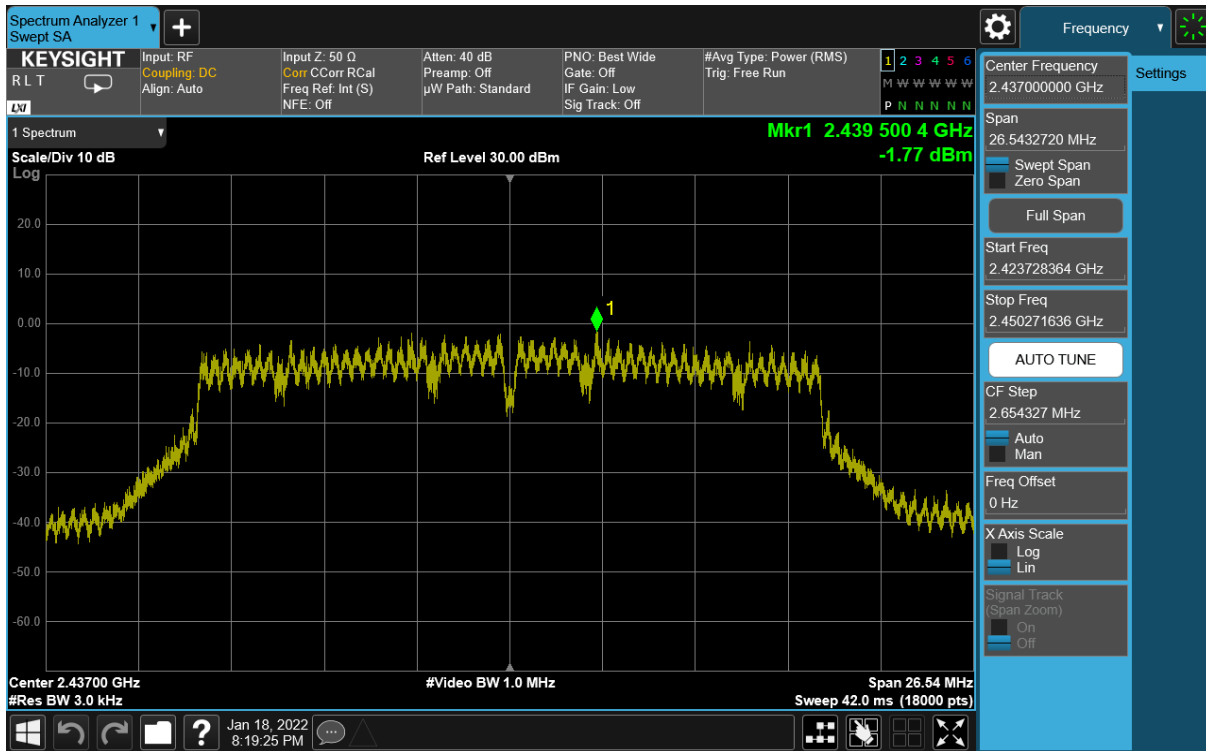 Spectrum Analyzer 1
Swept SA
Frequency
KEYSIGHT
R L T
LXI
Input: RF
Coupling: DC
Align: Auto
Input Z: 50 Ω
Corr CCorr RCal
Freq Ref: Int (S)
NFE: Off
Atten: 40 dB
Preamp: Off
µW Path: Standard
PNO: Best Wide
Gate: Off
IF Gain: Low
Sig Track: Off
#Avg Type: Power (RMS)
Trig: Free Run
1 2 3 4 5 6
M W W W W W
P N N N N N
1 Spectrum
Scale/Div 10 dB
Log
Ref Level 30.00 dBm
Mkr1 2.439 500 4 GHz
-1.77 dBm
20.0
10.0
0.00
-10.0
-20.0
-30.0
-40.0
-50.0
-60.0
1
Center 2.43700 GHz
#Res BW 3.0 kHz
#Video BW 1.0 MHz
Span 26.54 MHz
Sweep 42.0 ms (18000 pts)
Center Frequency
2.437000000 GHz
Settings
Span
26.5432720 MHz
Swept Span
Zero Span
Full Span
Start Freq
2.423728364 GHz
Stop Freq
2.450271636 GHz
AUTO TUNE
CF Step
2.654327 MHz
Auto
Man
Freq Offset
0 Hz
X Axis Scale
Log
Lin
Signal Track
(Span Zoom)
On
Off
?
Jan 18, 2022
8:19:25 PM